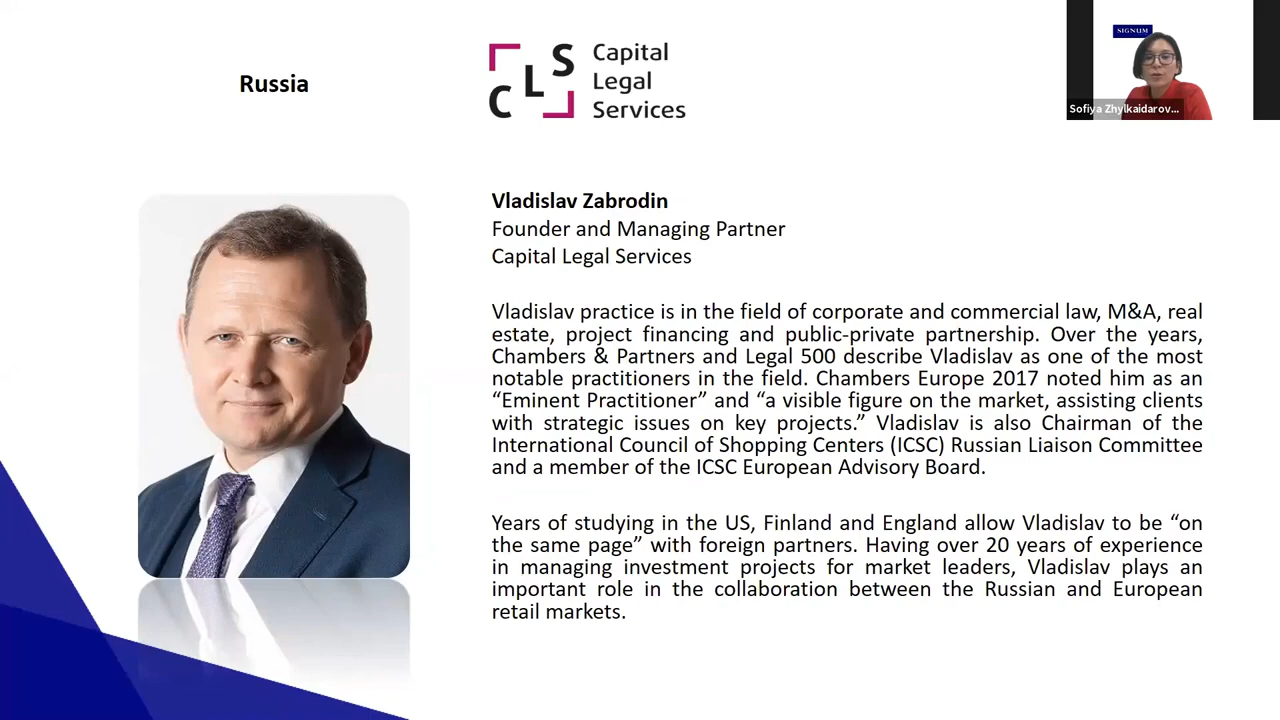 Russia
C L S
Capital
Legal
Services
SIGNUM
Sofiya Zhylkaidarov...
Vladislav Zabrodin
Founder and Managing Partner
Capital Legal Services
Vladislav practice is in the field of corporate and commercial law, M&A, real
estate, project financing and public-private partnership. Over the years,
Chambers & Partners and Legal 500 describe Vladislav as one of the most
notable practitioners in the field. Chambers Europe 2017 noted him as an
“Eminent Practitioner” and “a visible figure on the market, assisting clients
with strategic issues on key projects.” Vladislav is also Chairman of the
International Council of Shopping Centers (ICSC) Russian Liaison Committee
and a member of the ICSC European Advisory Board.
Years of studying in the US, Finland and England allow Vladislav to be “on
the same page” with foreign partners. Having over 20 years of experience
in managing investment projects for market leaders, Vladislav plays an
important role in the collaboration between the Russian and European
retail markets.